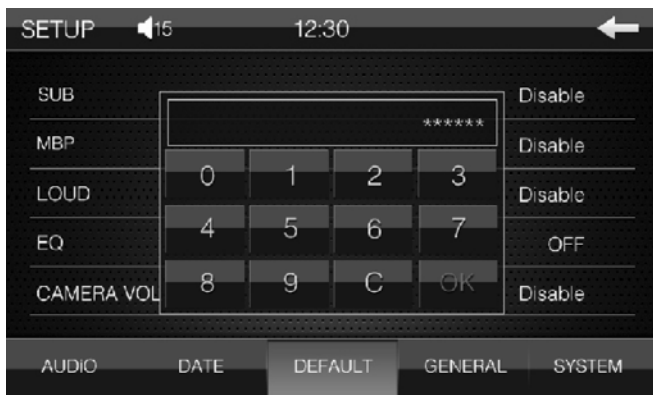 SETUP 15 12:30
SUB Disable
******
MBP Disable
0 1 2 3
LOUD Disable
4 5 6 7
EQ OFF
8 9 C OK
CAMERA VOL Disable
AUDIO DATE DEFAULT GENERAL SYSTEM